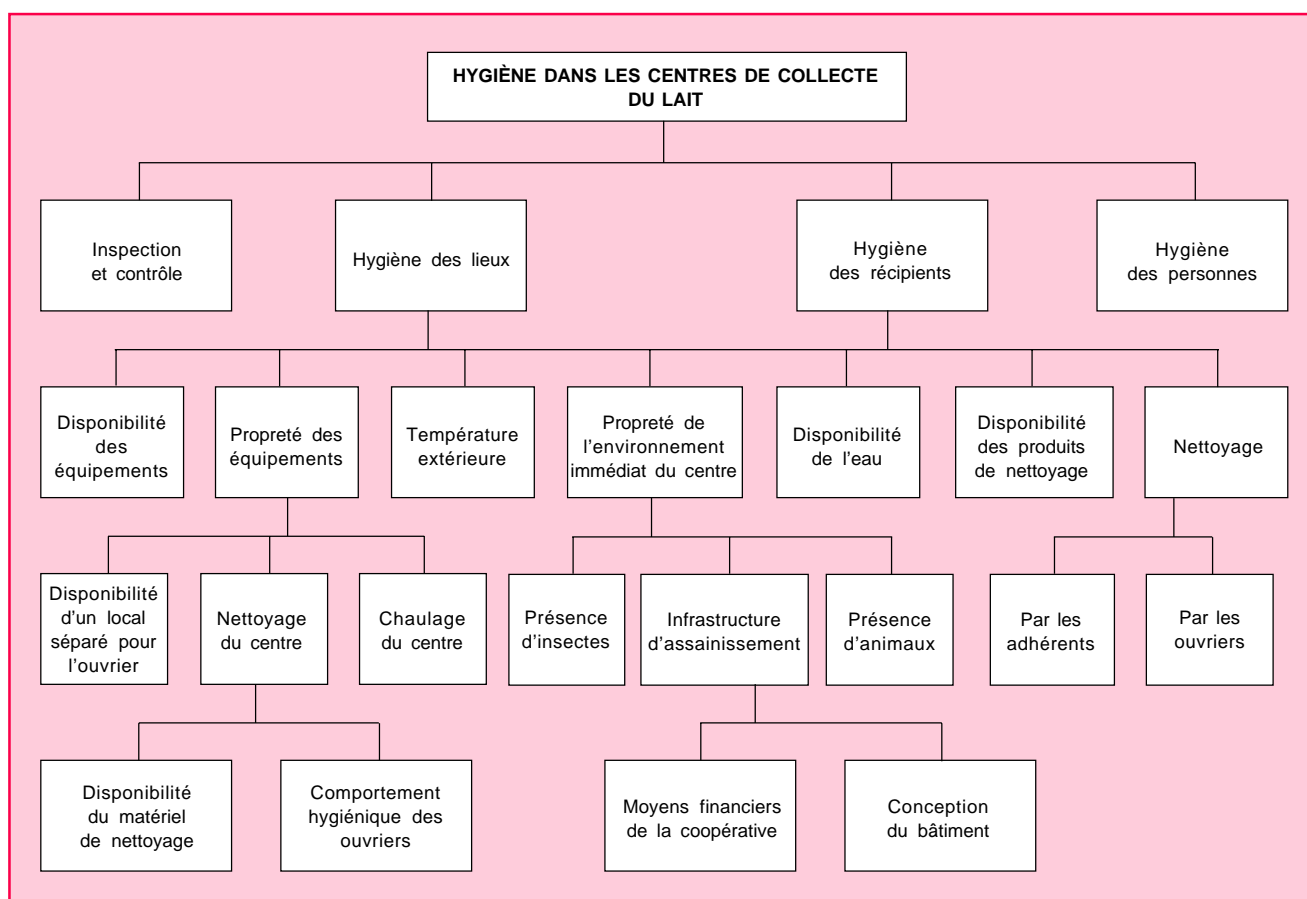 HYGIÈNE DANS LES CENTRES DE COLLECTE
DU LAIT
Inspection
et contrôle
Hygiène des lieux
Hygiène
des récipients
Hygiène
des personnes
Disponibilité
des
équipements
Propreté des
équipements
Température
extérieure
Propreté de
l'environnement
immédiat du centre
Disponibilité
de l'eau
Disponibilité
des produits
de nettoyage
Nettoyage
Disponibilité
d'un local
séparé pour
l'ouvrier
Nettoyage
du centre
Chaulage
du centre
Présence
d'insectes
Infrastructure
d'assainissement
Présence
d'animaux
Par les
adhérents
Par les
ouvriers
Disponibilité
du matériel
de nettoyage
Comportement
hygiénique des
ouvriers
Moyens financiers
de la coopérative
Conception
du bâtiment